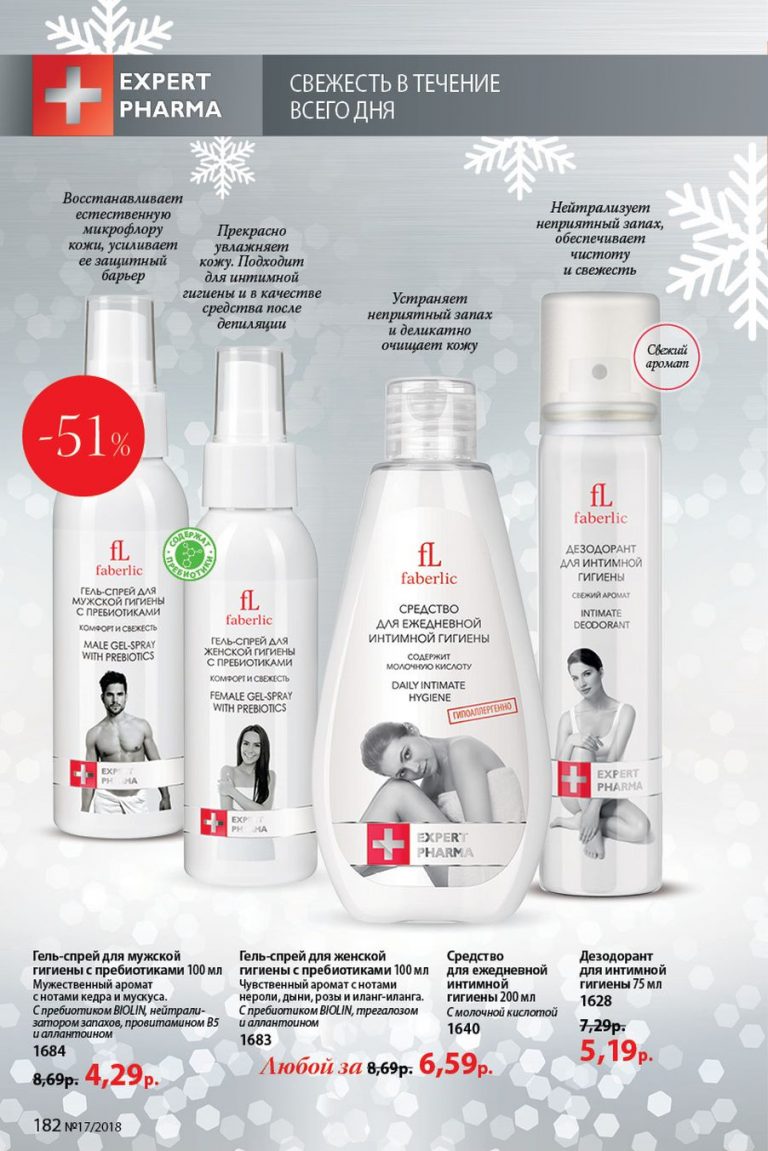 EXPERT
PHARMA
СВЕЖЕСТЬ В ТЕЧЕНИЕ
ВСЕГО ДНЯ
Восстанавливает
естественную
микрофлору
кожи, усиливает
ее защитный
барьер
Прекрасно
увлажняет
кожу. Подходит
для интимной
гигиены и в качестве
средства после
депиляции
Устраняет
неприятный запах
и деликатно
очищает кожу
Нейтрализует
неприятный запах,
обеспечивает
чистоту
и свежесть
Свежий
аромат
-51%
fL
faberlic
ГЕЛЬ-СПРЕЙ ДЛЯ
МУЖСКОЙ ГИГИЕНЫ
С ПРЕБИОТИКАМИ
КОМФОРТ И СВЕЖЕСТЬ
MALE GEL-SPRAY
WITH PREBIOTICS
EXPERT
PHARMA
СОДЕРЖАТ
ПРЕБИОТИКИ
fL
faberlic
ГЕЛЬ-СПРЕЙ ДЛЯ
ЖЕНСКОЙ ГИГИЕНЫ
С ПРЕБИОТИКАМИ
КОМФОРТ И СВЕЖЕСТЬ
FEMALE GEL-SPRAY
WITH PREBIOTICS
EXPERT
PHARMA
fL
faberlic
СРЕДСТВО
ДЛЯ ЕЖЕДНЕВНОЙ
ИНТИМНОЙ ГИГИЕНЫ
СОДЕРЖИТ
МОЛОЧНУЮ КИСЛОТУ
DAILY INTIMATE
HYGIENE
ГИПОАЛЛЕРГЕННО
EXPERT
PHARMA
fL
faberlic
ДЕЗОДОРАНТ
ДЛЯ ИНТИМНОЙ
ГИГИЕНЫ
СВЕЖИЙ АРОМАТ
INTIMATE
DEODORANT
EXPERT
PHARMA
Гель-спрей для мужской
гигиены с пребиотиками 100 мл
Мужественный аромат
с нотами кедра и мускуса.
С пребиотиком BIOLIN, нейтрали-
затором запахов, провитамином B5
и аллантоином
1684
8,69р. 4,29р.
Гель-спрей для женской
гигиены с пребиотиками 100 мл
Чувственный аромат с нотами
нероли, дыни, розы и иланг-иланга.
С пребиотиком BIOLIN, трегалозом
и аллантоином
1683
Средство
для ежедневной
интимной
гигиены 200 мл
С молочной кислотой
1640
Любой за 8,69р. 6,59р.
Дезодорант
для интимной
гигиены 75 мл
1628
7,29р.
5,19р.
182 №17/2018